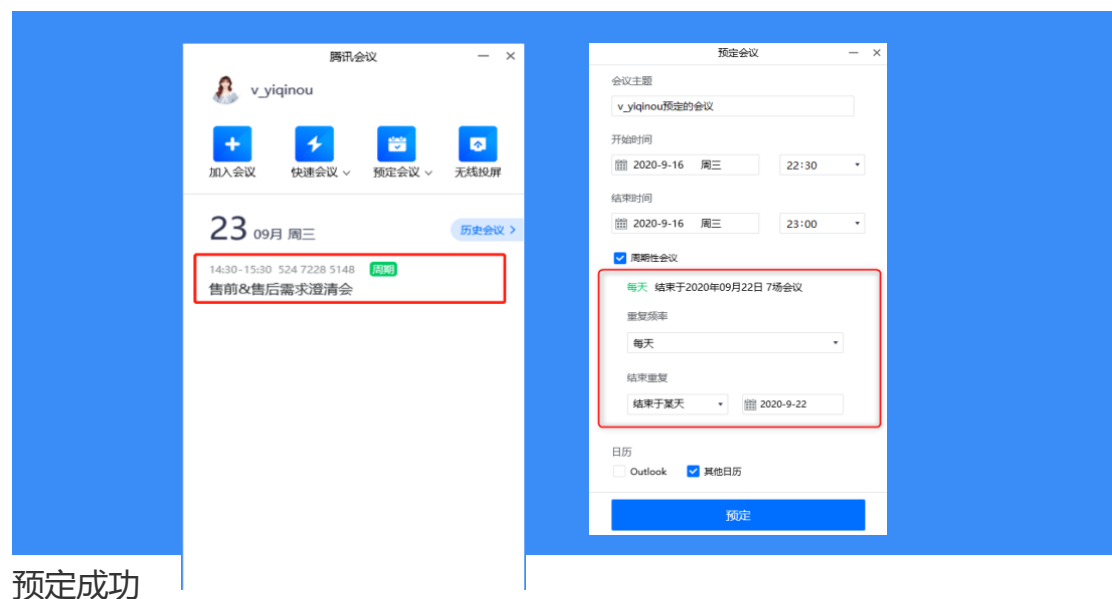 腾讯会议
v_yiqinou
加入会议 快速会议 预定会议 无线投屏
23 09月 周三 历史会议 >
14:30-15:30 524 7228 5148 周期
售前&售后需求澄清会
预定会议
会议主题
v_yiqinou预定的会议
开始时间
2020-9-16 周三 22:30
结束时间
2020-9-16 周三 23:00
周期性会议
每天 结束于2020年09月22日 7场会议
重复频率
每天
结束重复
结束于某天 2020-9-22
日历
Outlook 其他日历
预定
预定成功